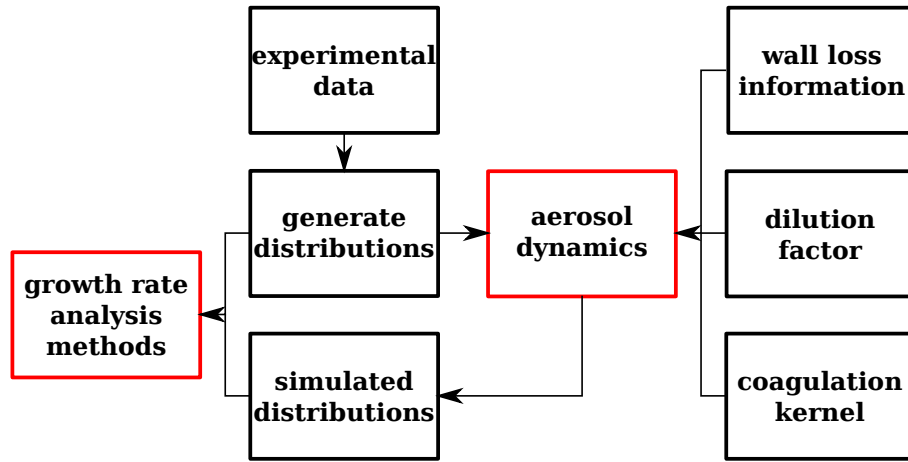 experimental
data
wall loss
information
generate
distributions
aerosol
dynamics
dilution
factor
growth rate
analysis
methods
simulated
distributions
coagulation
kernel